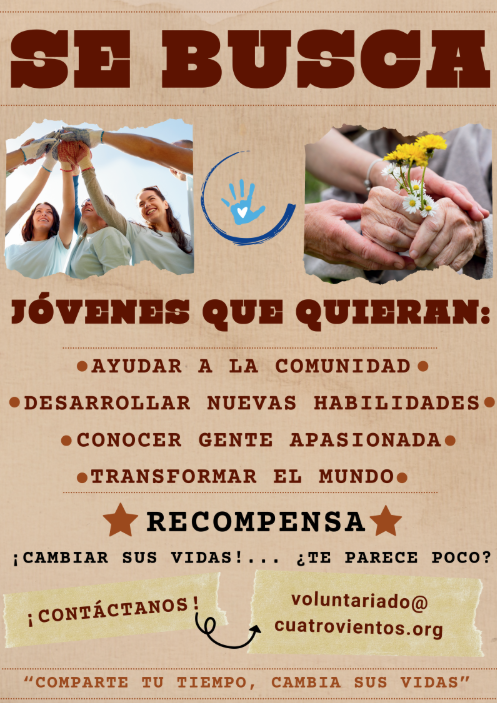 SE BUSCA
JÓVENES QUE QUIERAN:
•AYUDAR A LA COMUNIDAD •
•DESARROLLAR NUEVAS HABILIDADES•
•CONOCER GENTE APASIONADA•
•TRANSFORMAR EL MUNDO•
RECOMPENSA
¡CAMBIAR SUS VIDAS!... ¿TE PARECE POCO?
¡CONTÁCTANOS!
voluntariado@
cuatrovientos.org
“COMPARTE TU TIEMPO, CAMBIA SUS VIDAS”